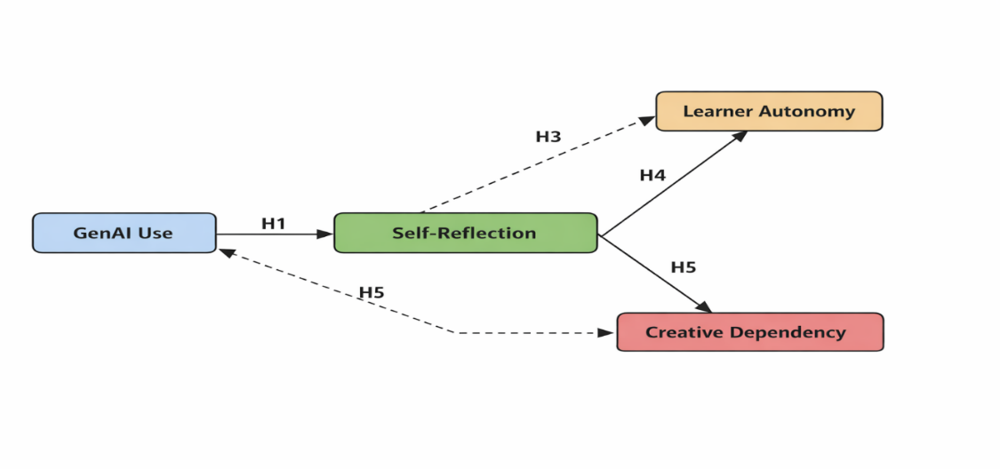 Learner Autonomy
H3
H4
GenAI Use
H1
Self-Reflection
H5
H5
Creative Dependency